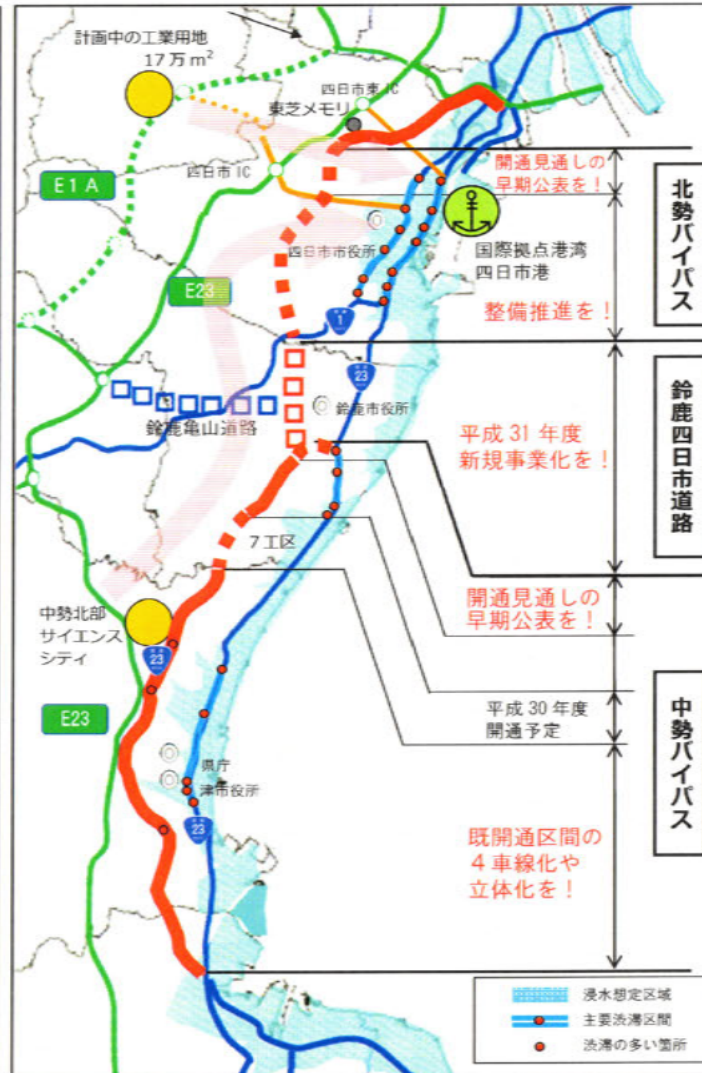 計画中の工業用地
17万㎡
四日市東IC
東芝メモリ
E1A
四日市IC
四日市市役所
国際拠点港湾
四日市港
E23
1
23
鈴鹿亀山道路
鈴鹿市役所
7工区
中勢北部
サイエンス
シティ
23
E23
県庁
津市役所
23
開通見通しの
早期公表を！
整備推進を！
北勢バイパス
平成31年度
新規事業化を！
鈴鹿四日市道路
開通見通しの
早期公表を！
平成30年度
開通予定
既開通区間の
4車線化や
立体化を！
中勢バイパス
浸水想定区域
主要渋滞区間
渋滞の多い箇所